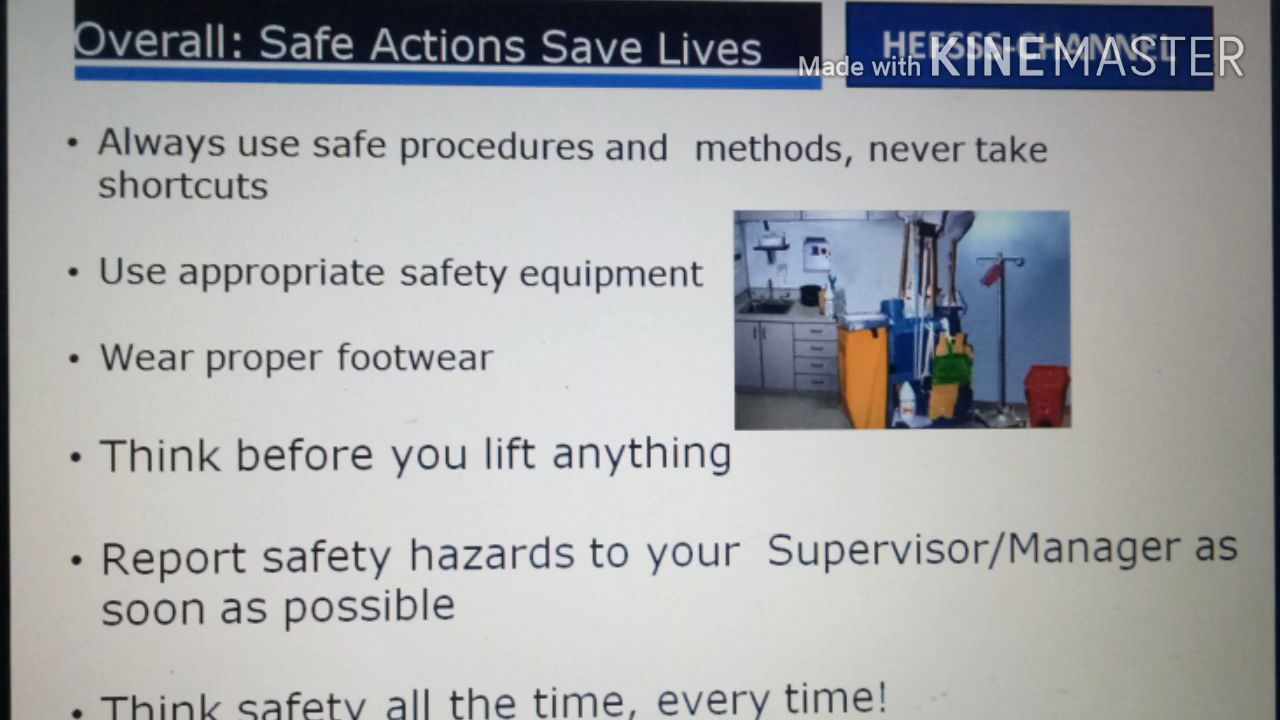 Overall: Safe Actions Save Lives
HEFSSS-CHANNEL
Made with KINEMASTER
• Always use safe procedures and methods, never take
shortcuts
• Use appropriate safety equipment
• Wear proper footwear
• Think before you lift anything
• Report safety hazards to your Supervisor/Manager as
soon as possible
• Think safety all the time, every time!